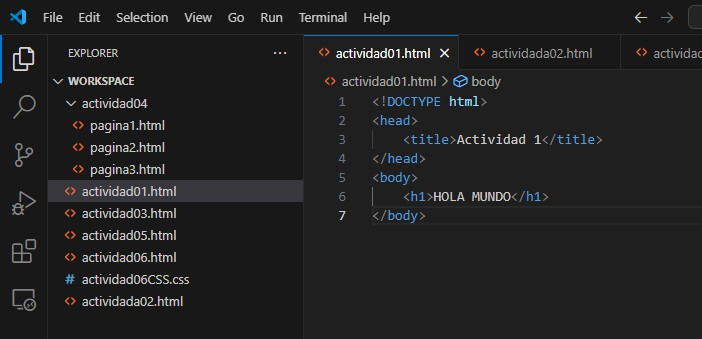 File Edit Selection View Go Run Terminal Help
EXPLORER
WORKSPACE
actividad04
pagina1.html
pagina2.html
pagina3.html
actividad01.html
actividad03.html
actividad05.html
actividad06.html
# actividad06CSS.css
actividada02.html
actividad01.html actividada02.html activida
actividad01.html > body
1 <!DOCTYPE html>
2 <head>
3 <title>Actividad 1</title>
4 </head>
5 <body>
6 <h1>HOLA MUNDO</h1>
7 </body>